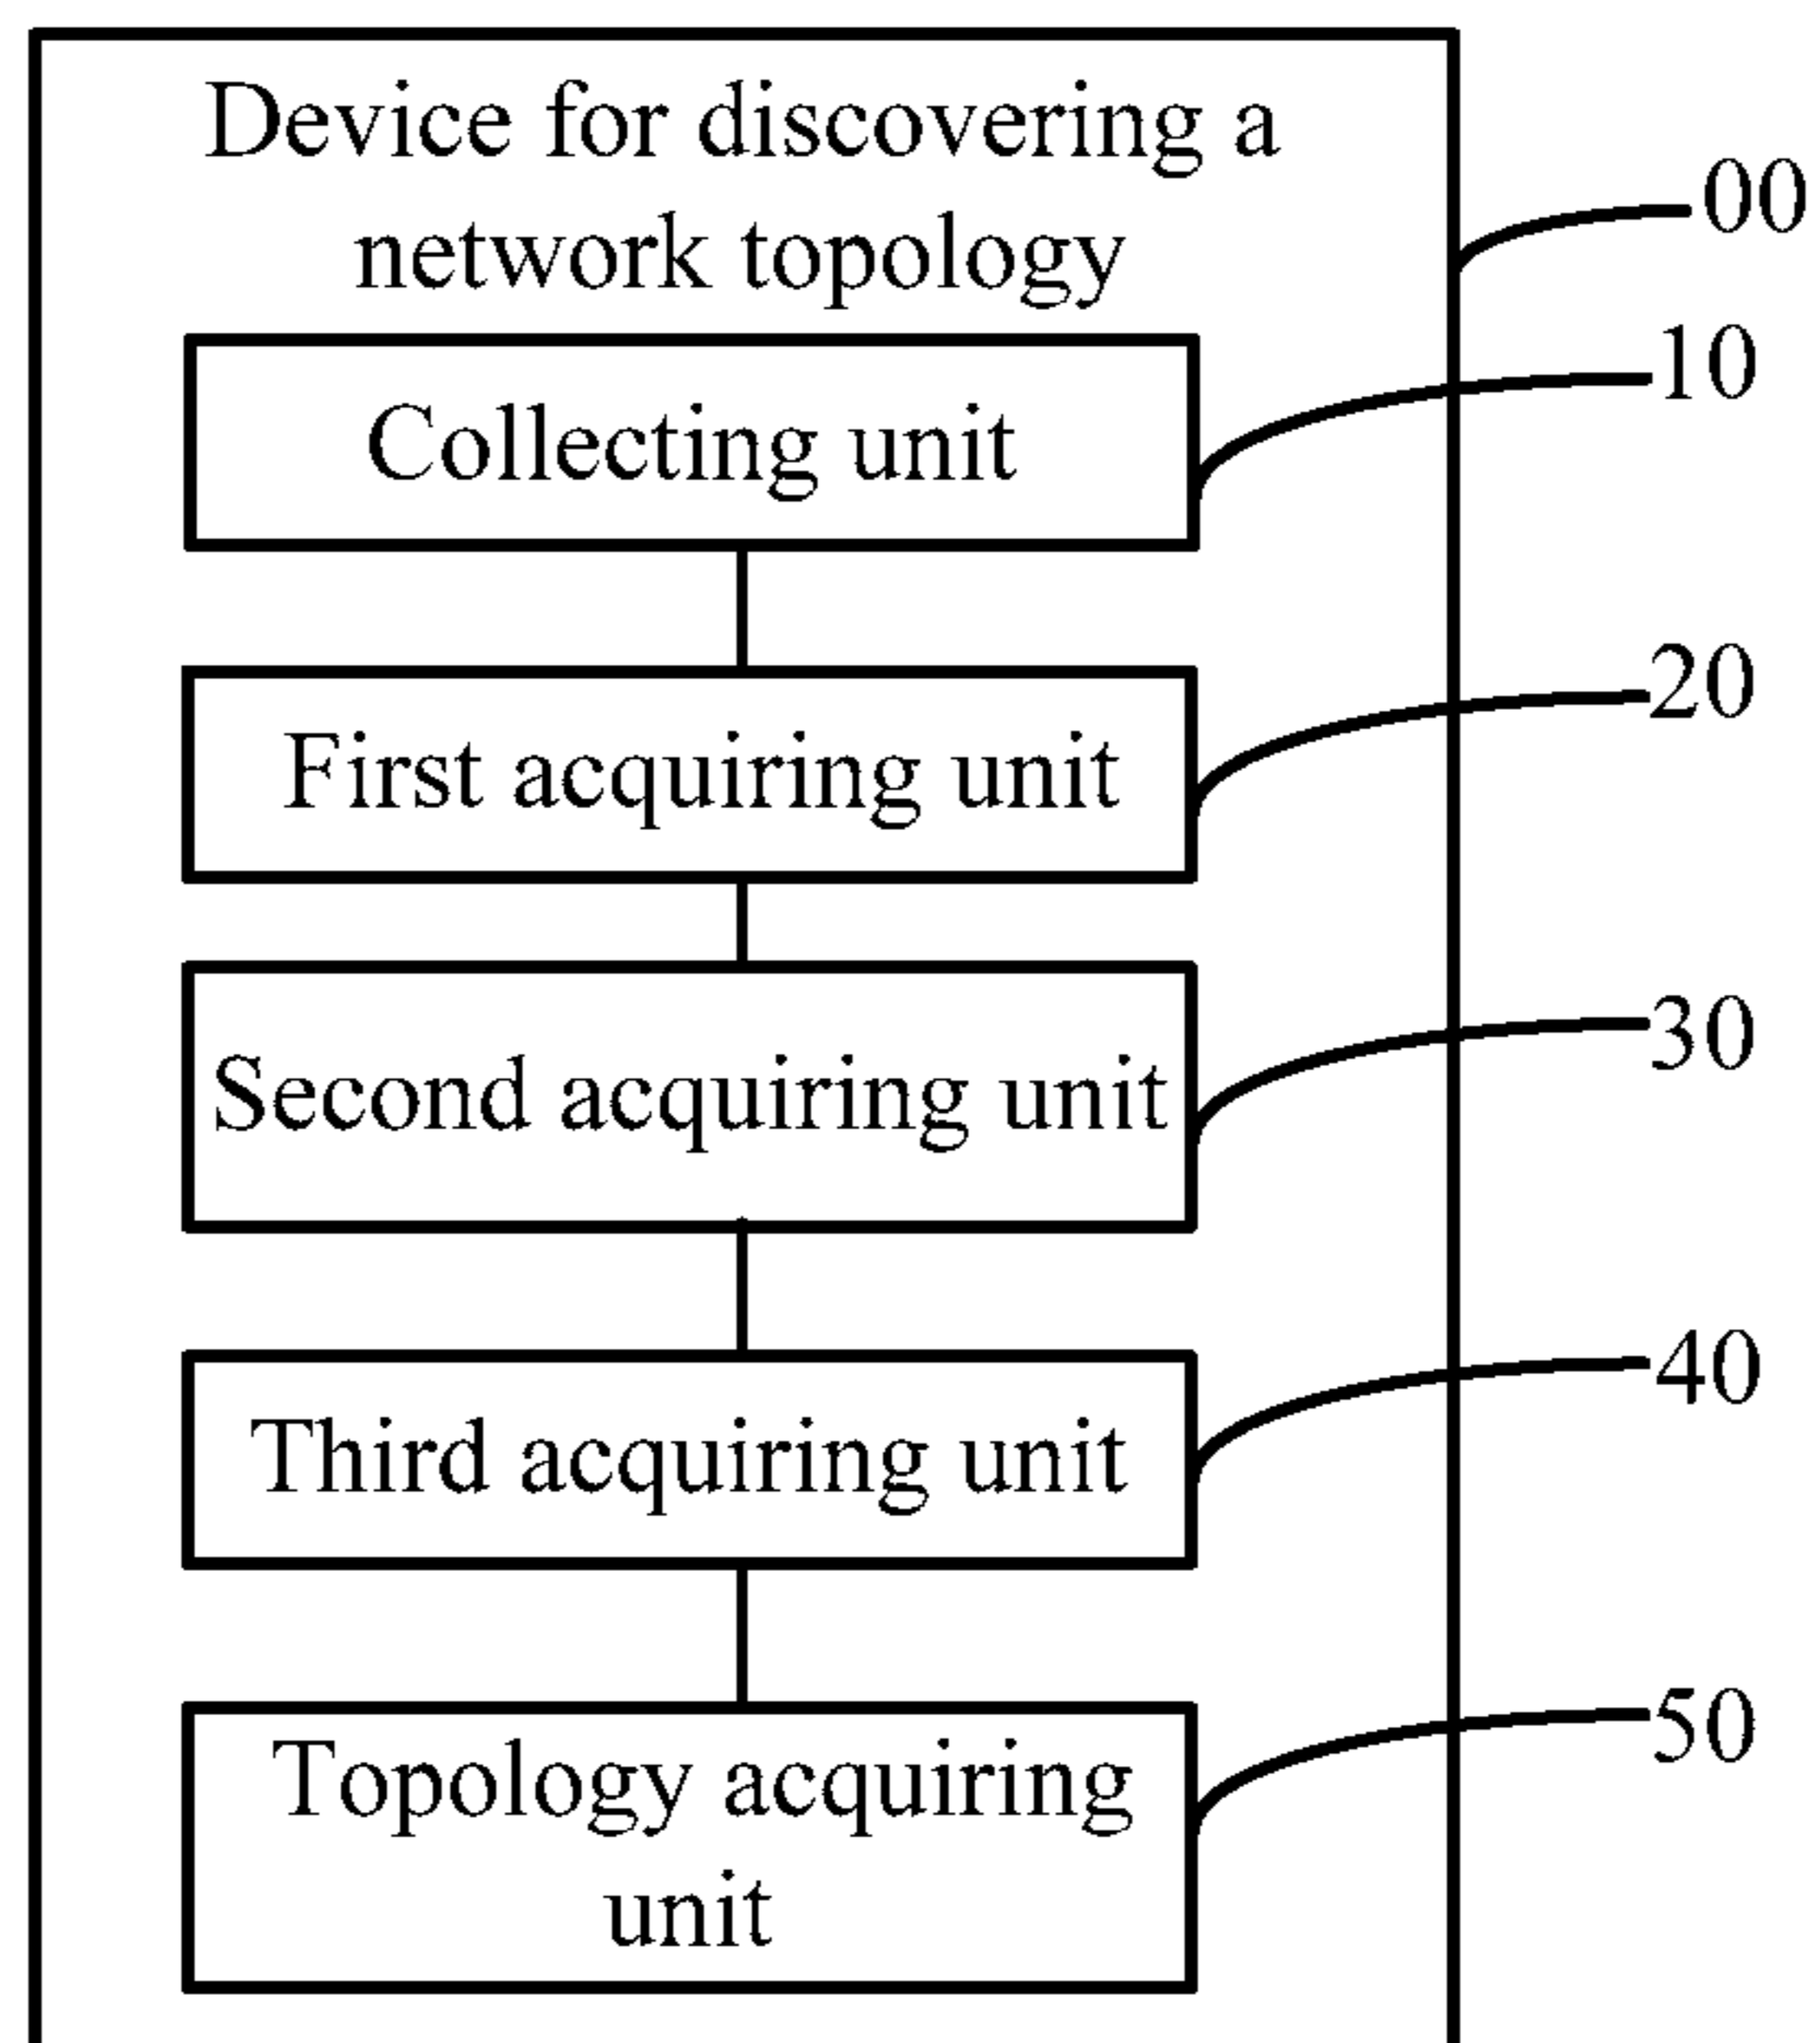 Device for discovering a
network topology
00
Collecting unit
10
First acquiring unit
20
Second acquiring unit
30
Third acquiring unit
40
Topology acquiring
unit
50